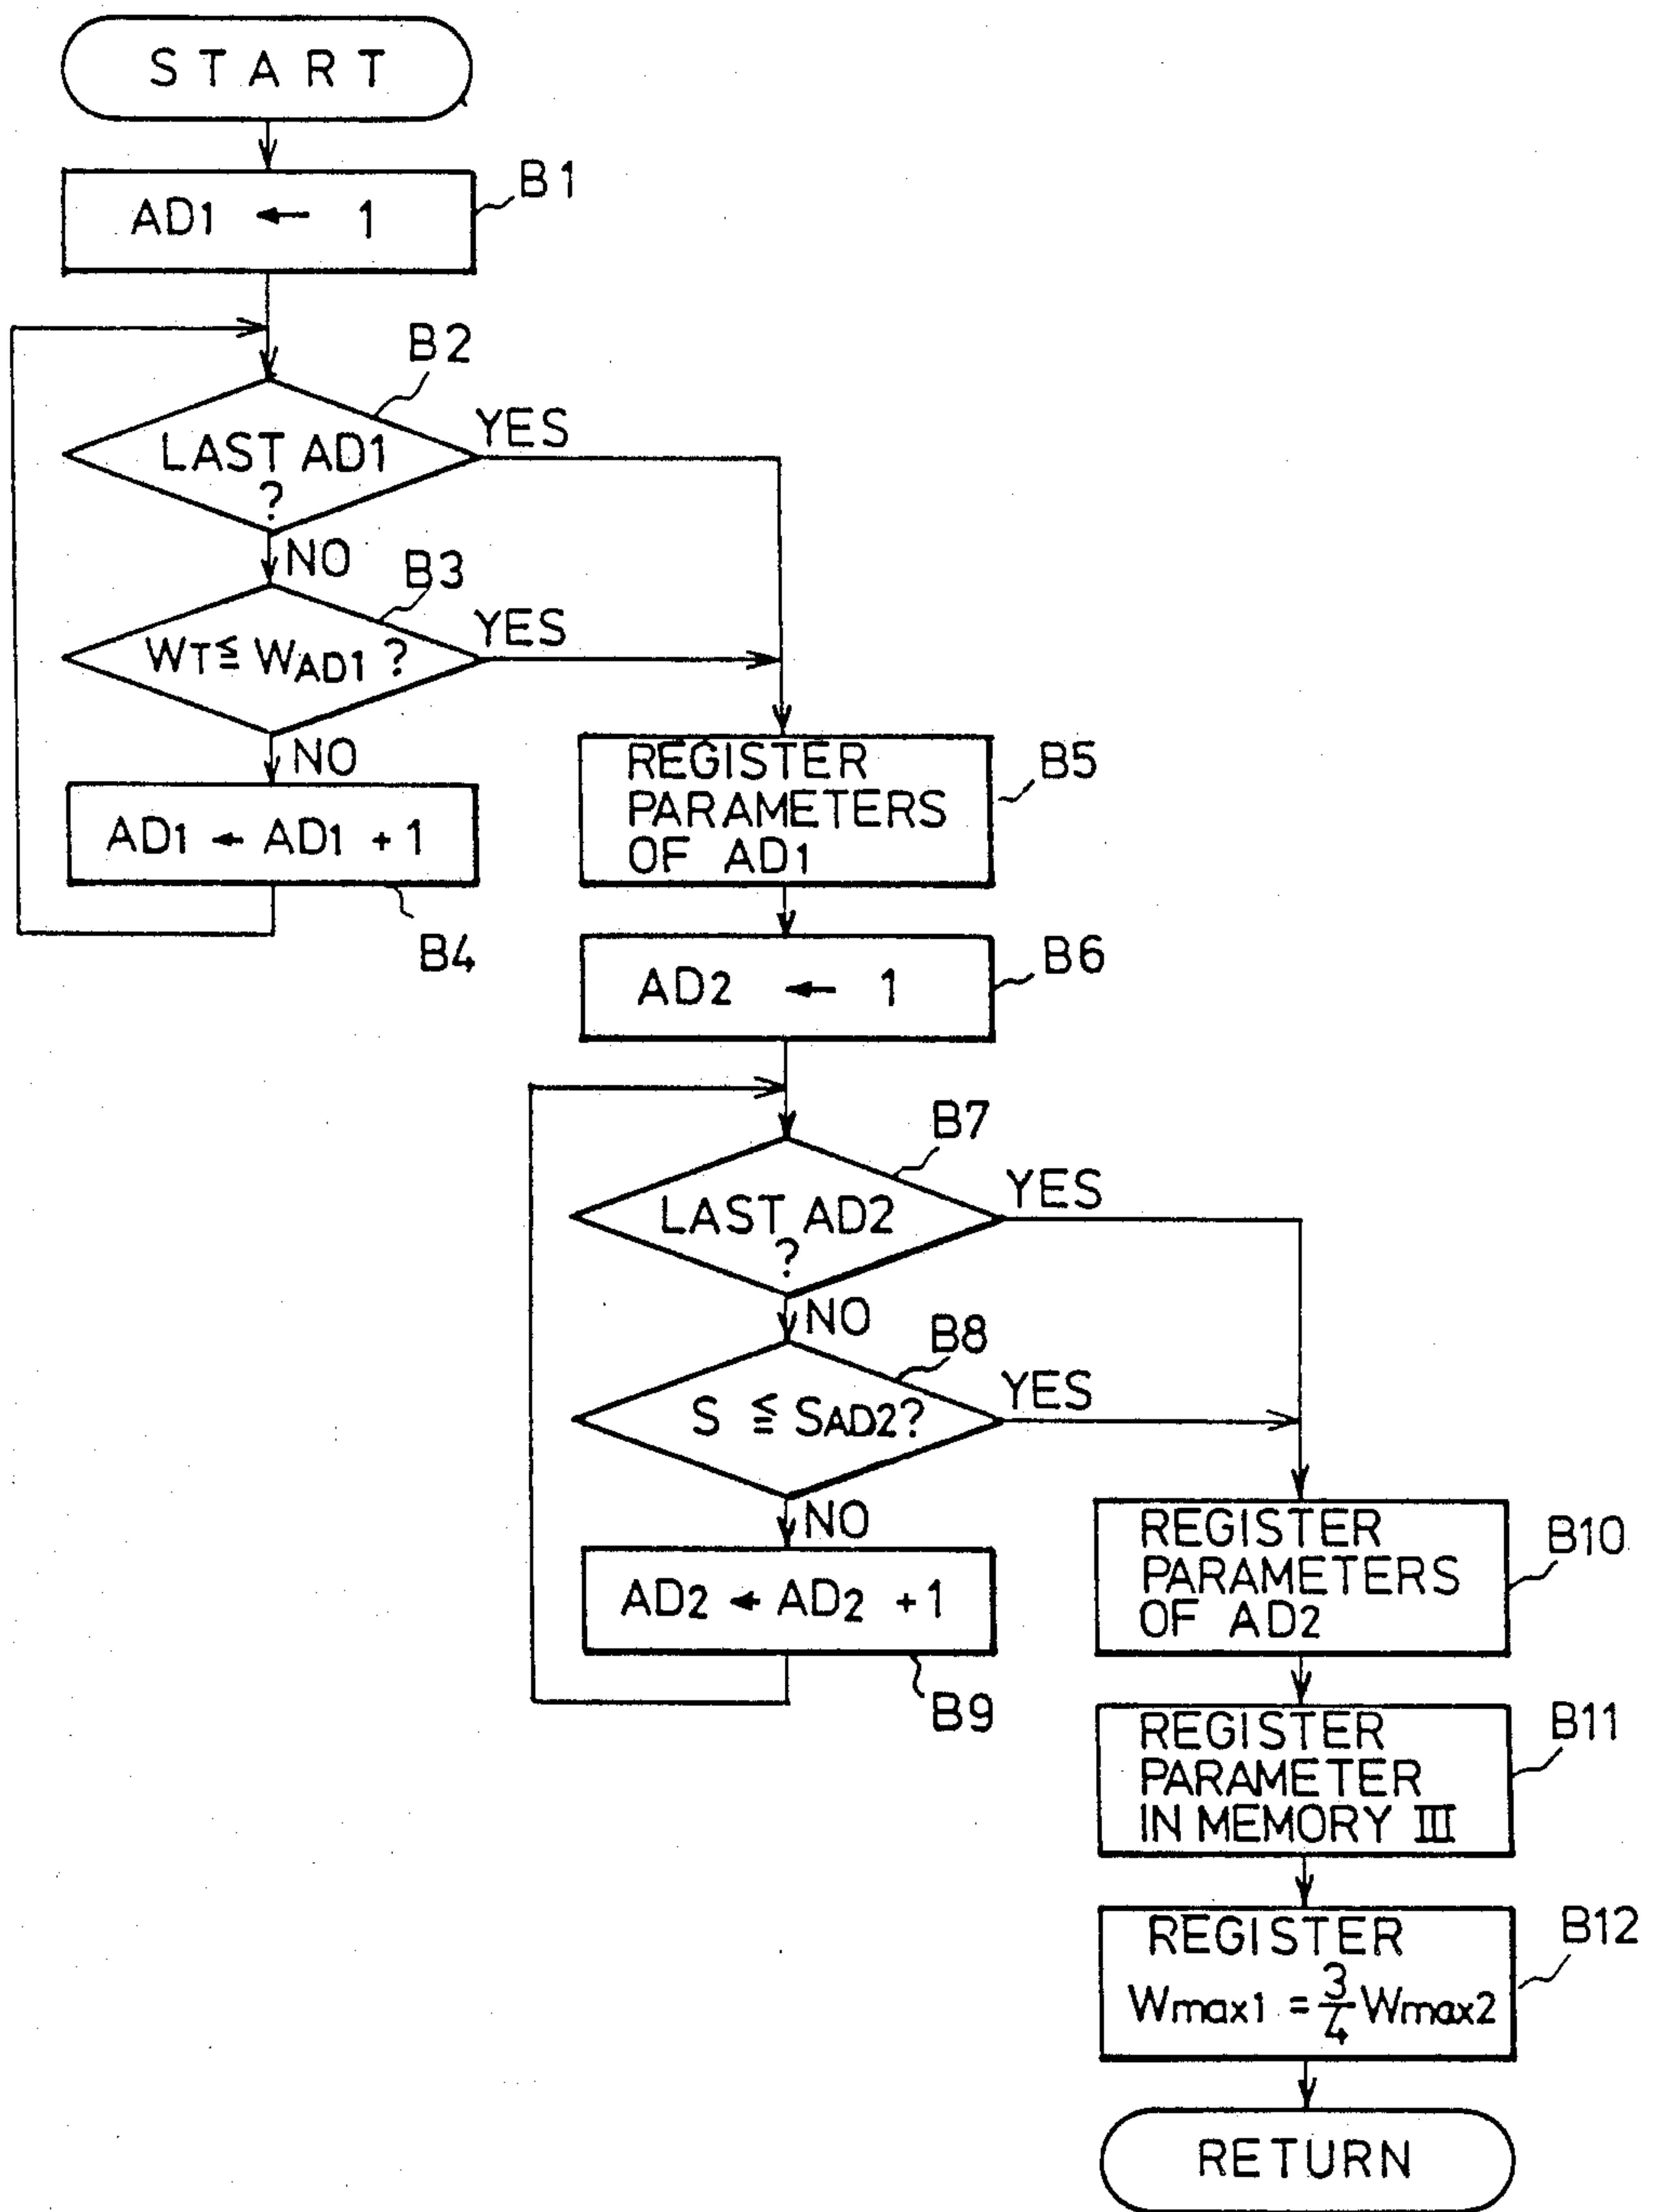 START
B1
AD1 ← 1
B2
LAST AD1
?
YES
NO
B3
WT ≦ WAD1 ?
YES
NO
AD1 ← AD1 + 1
B4
REGISTER
PARAMETERS
OF AD1
B5
AD2 ← 1
B6
B7
LAST AD2
?
YES
NO
B8
S ≦ SAD2?
YES
NO
AD2 ← AD2 + 1
B9
REGISTER
PARAMETERS
OF AD2
B10
REGISTER
PARAMETER
IN MEMORY III
B11
REGISTER
Wmax1 = 3/4 Wmax2
B12
RETURN